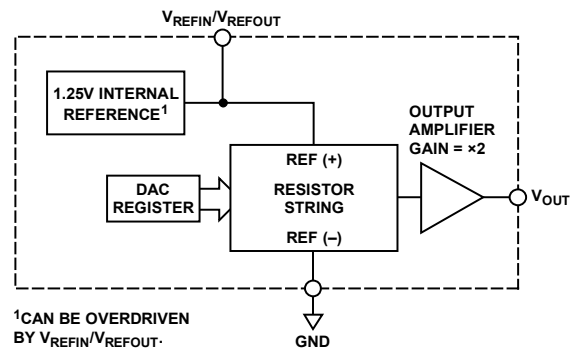 VREFIN/VREFOUT
1.25V INTERNAL
REFERENCE1
OUTPUT
AMPLIFIER
GAIN = ×2
REF (+)
DAC
REGISTER
RESISTOR
STRING
VOUT
REF (–)
1CAN BE OVERDRIVEN
BY VREFIN/VREFOUT.
GND